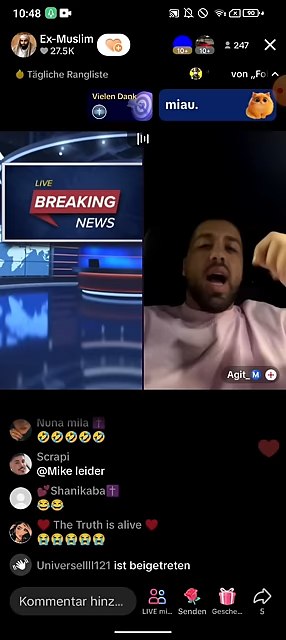 10:48
Ex-Muslim
27.5K
10+
10+
247
Tägliche Rangliste
von „Fo
Vielen Dank
miau.
LIVE
BREAKING
NEWS
Agit_ M
Nuna mila
🤣🤣🤣🤣🤣
Scrapi
@Mike leider
💕Shanikaba✝️
😂😂
❤️ The Truth is alive ❤️
😭😭😭😭😭
Universellll121 ist beigetreten
Kommentar hinz...
LIVE mi...
Senden
Gesche...
5